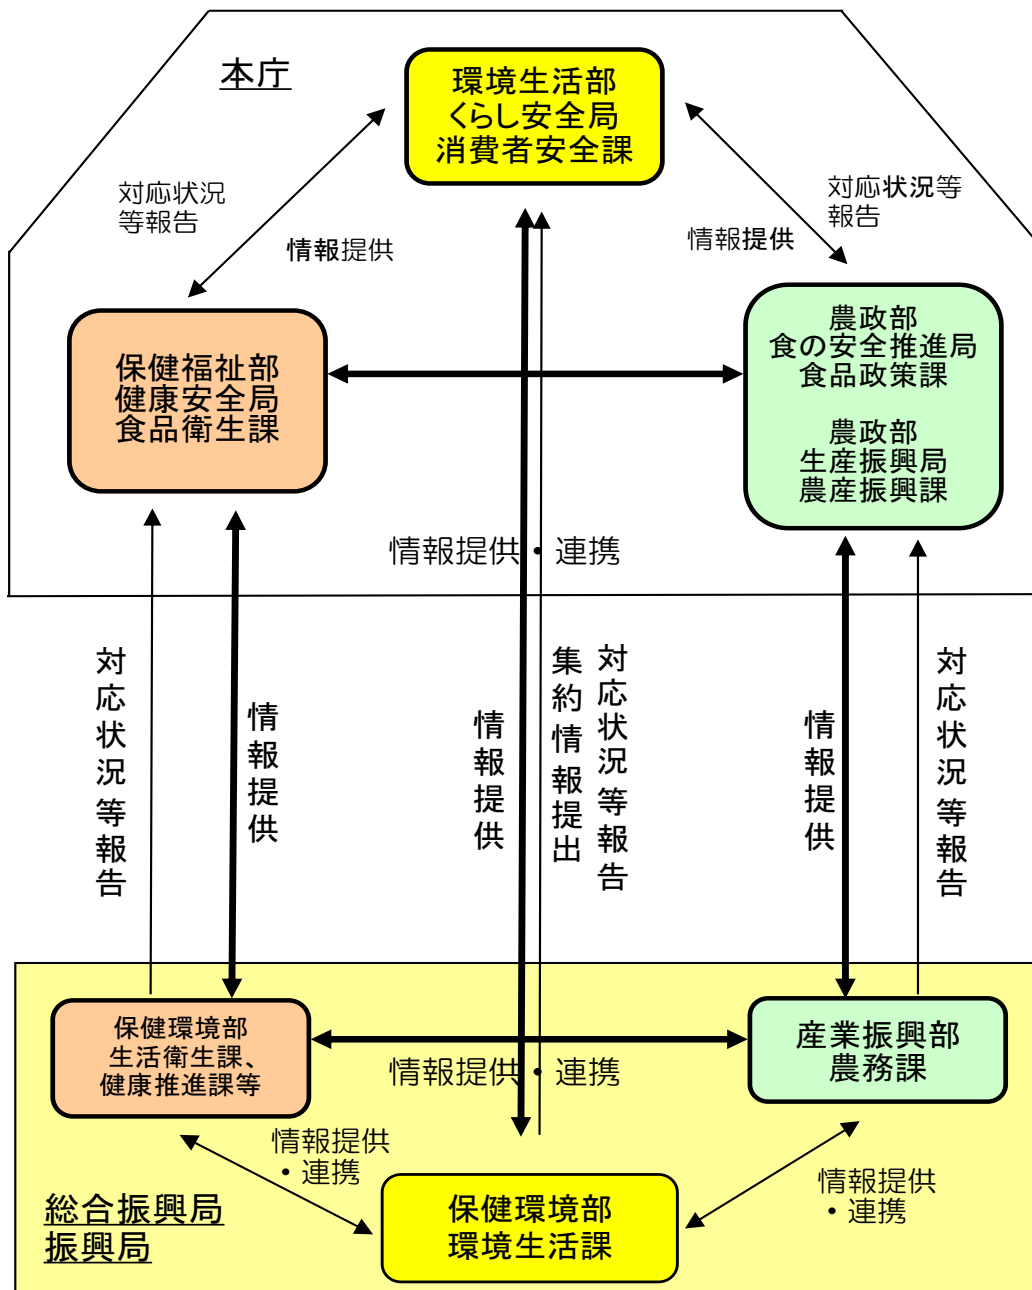 本庁
環境生活部
くらし安全局
消費者安全課
対応状況
等報告
情報提供
対応状況等
報告
情報提供
保健福祉部
健康安全局
食品衛生課
農政部
食の安全推進局
食品政策課
農政部
生産振興局
農産振興課
情報提供・連携
対応状況等報告
情報提供
情報提供
集約情報提出
対応状況等報告
情報提供
対応状況等報告
保健環境部
生活衛生課、
健康推進課等
産業振興部
農務課
情報提供・連携
情報提供
・連携
保健環境部
環境生活課
情報提供
・連携
総合振興局
振興局